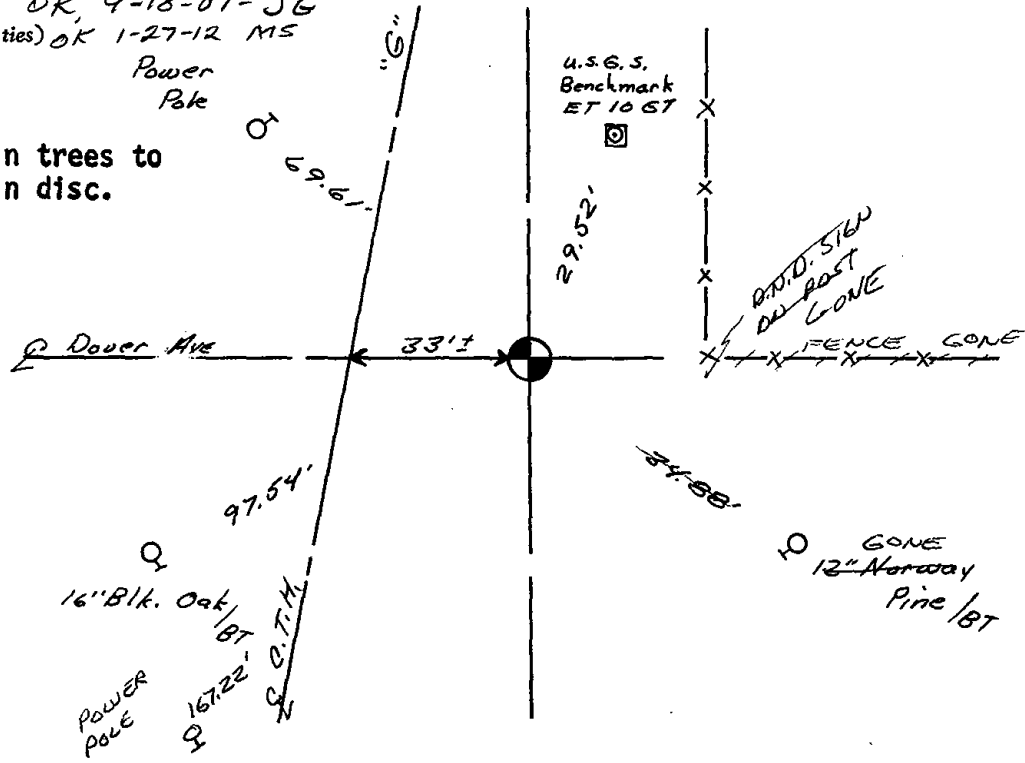 OK, 9-18-07- JG
ties) OK 1-27-12 MS
Power
Pole
"G"
U.S.G.S.
Benchmark
ET 10 GT
n trees to
n disc.
69.61'
29.52'
D.N.R. SIGN
ON POST
GONE
℄ Dover Ave
33'±
FENCE GONE
97.54'
34.88'
16" Blk. Oak/BT
GONE
12" Norway
Pine/BT
℄ C.T.H.
POWER
POLE
167.22'